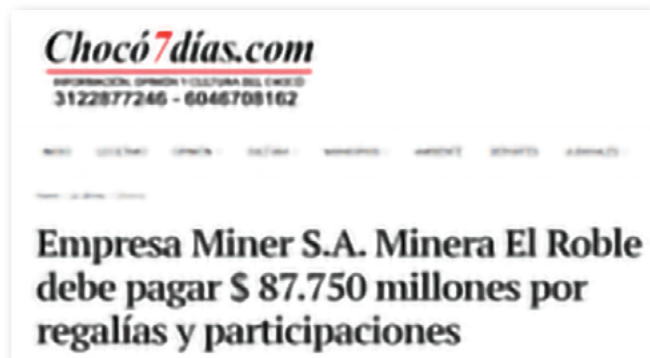 Chocó7días.com
INFORMACIÓN, OPINIÓN Y CULTURA DEL CHOCÓ
3122877246 - 6046708162
Empresa Miner S.A. Minera El Roble
debe pagar $ 87.750 millones por
regalías y participaciones